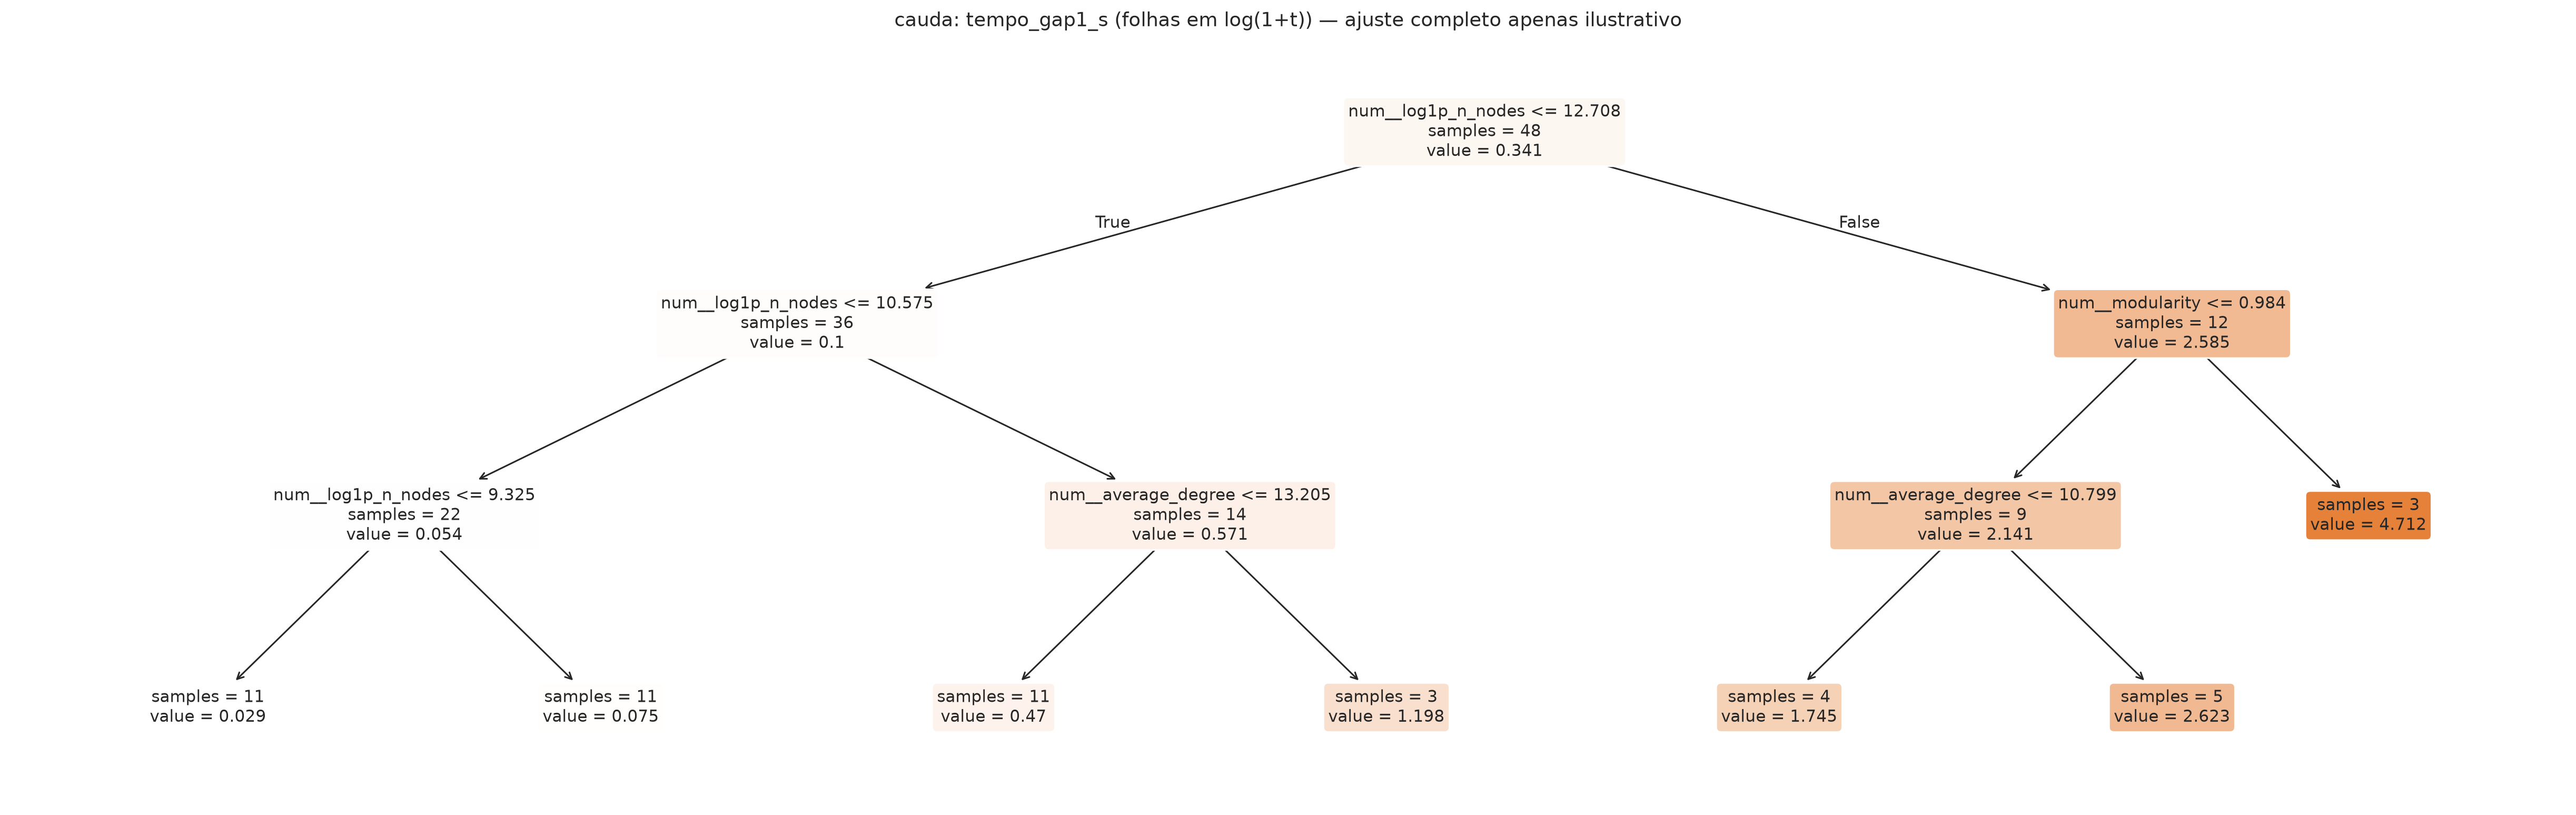 cauda: tempo_gap1_s (folhas em log(1+t)) — ajuste completo apenas ilustrativo
num__log1p_n_nodes <= 12.708
samples = 48
value = 0.341
True
False
num__log1p_n_nodes <= 10.575
samples = 36
value = 0.1
num__modularity <= 0.984
samples = 12
value = 2.585
num__log1p_n_nodes <= 9.325
samples = 22
value = 0.054
num__average_degree <= 13.205
samples = 14
value = 0.571
num__average_degree <= 10.799
samples = 9
value = 2.141
samples = 3
value = 4.712
samples = 11
value = 0.029
samples = 11
value = 0.075
samples = 11
value = 0.47
samples = 3
value = 1.198
samples = 4
value = 1.745
samples = 5
value = 2.623